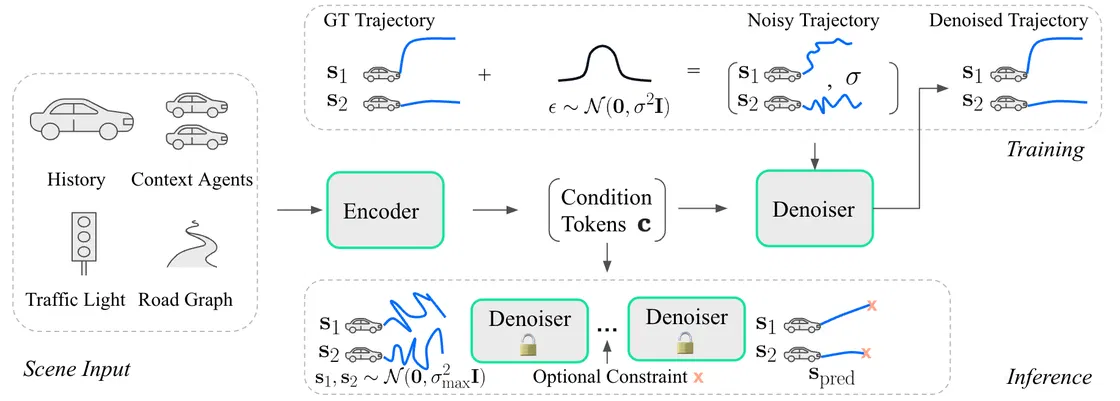 GT Trajectory
Noisy Trajectory
Denoised Trajectory
s₁
s₂
+
ϵ ∼ 𝒩(0, σ²I)
=
s₁
s₂
, σ
s₁
s₂
Training
History
Context Agents
Traffic Light
Road Graph
Scene Input
Encoder
Condition
Tokens c
Denoiser
s₁
s₂
s₁, s₂ ∼ 𝒩(0, σ²ₘₐₓI)
Denoiser
...
Denoiser
Optional Constraint x
s₁
x
s₂
x
s_pred
Inference